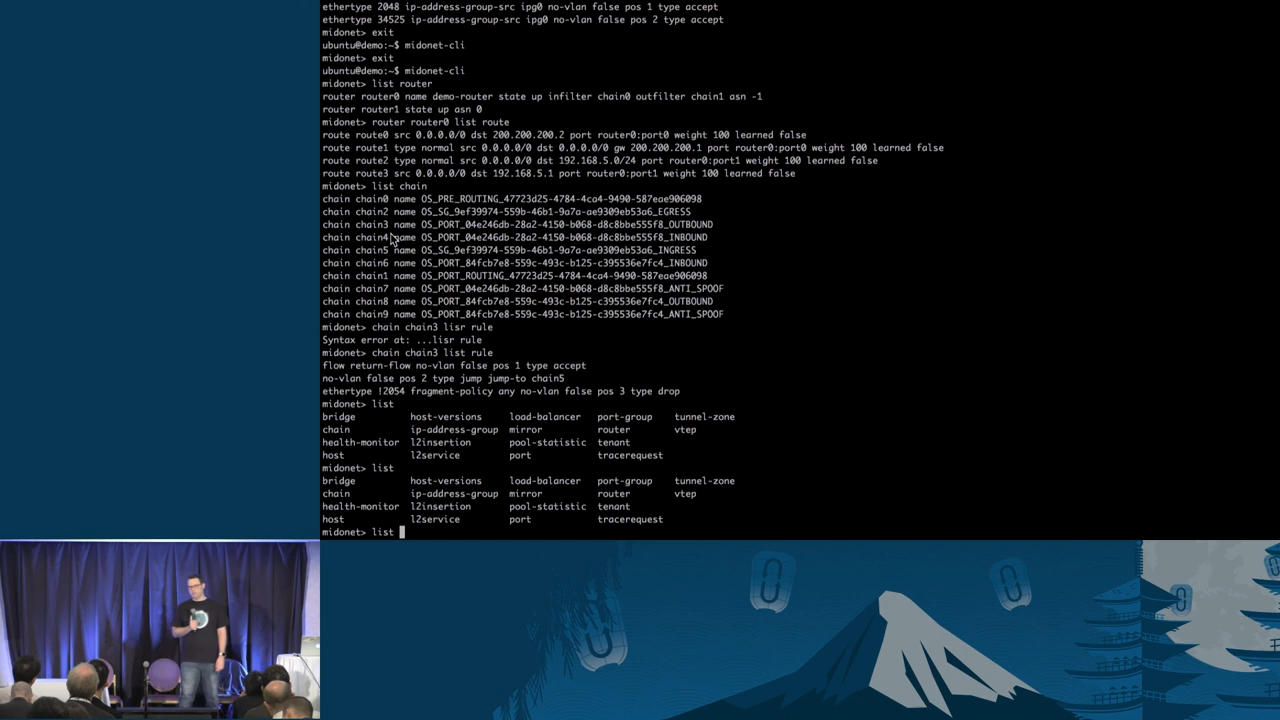 ethertype 2048 ip-address-group-src ipg0 no-vlan false pos 1 type accept
ethertype 34525 ip-address-group-src ipg0 no-vlan false pos 2 type accept
midonet> exit
ubuntu@demo:~$ midonet-cli
midonet> exit
ubuntu@demo:~$ midonet-cli
midonet> list router
router router0 name demo-router state up infilter chain0 outfilter chain1 asn -1
router router1 state up asn 0
midonet> router router0 list route
route route0 src 0.0.0.0/0 dst 200.200.200.2 port router0:port0 weight 100 learned false
route route1 type normal src 0.0.0.0/0 dst 0.0.0.0/0 gw 200.200.200.1 port router0:port0 weight 100 learned false
route route2 type normal src 0.0.0.0/0 dst 192.168.5.0/24 port router0:port1 weight 100 learned false
route route3 src 0.0.0.0/0 dst 192.168.5.1 port router0:port1 weight 100 learned false
midonet> list chain
chain chain0 name OS_PRE_ROUTING_47723d25-4784-4ca4-9490-587eae906098
chain chain2 name OS_SG_9ef39974-559b-46b1-9a7a-ae9309eb53a6_EGRESS
chain chain3 name OS_PORT_04e246db-28a2-4150-b068-d8c8bbe555f8_OUTBOUND
chain chain4 name OS_PORT_04e246db-28a2-4150-b068-d8c8bbe555f8_INBOUND
chain chain5 name OS_SG_9ef39974-559b-46b1-9a7a-ae9309eb53a6_INGRESS
chain chain6 name OS_PORT_84fcb7e8-559c-493c-b125-c395536e7fc4_INBOUND
chain chain1 name OS_PORT_ROUTING_47723d25-4784-4ca4-9490-587eae906098
chain chain7 name OS_PORT_04e246db-28a2-4150-b068-d8c8bbe555f8_ANTI_SPOOF
chain chain8 name OS_PORT_84fcb7e8-559c-493c-b125-c395536e7fc4_OUTBOUND
chain chain9 name OS_PORT_84fcb7e8-559c-493c-b125-c395536e7fc4_ANTI_SPOOF
midonet> chain chain3 lisr rule
Syntax error at: ...lisr rule
midonet> chain chain3 list rule
flow return-flow no-vlan false pos 1 type accept
no-vlan false pos 2 type jump jump-to chain5
ethertype !2054 fragment-policy any no-vlan false pos 3 type drop
midonet> list
bridge host-versions load-balancer port-group tunnel-zone
chain ip-address-group mirror router vtep
health-monitor l2insertion pool-statistic tenant
host l2service port tracerequest
midonet> list
bridge host-versions load-balancer port-group tunnel-zone
chain ip-address-group mirror router vtep
health-monitor l2insertion pool-statistic tenant
host l2service port tracerequest
midonet> list